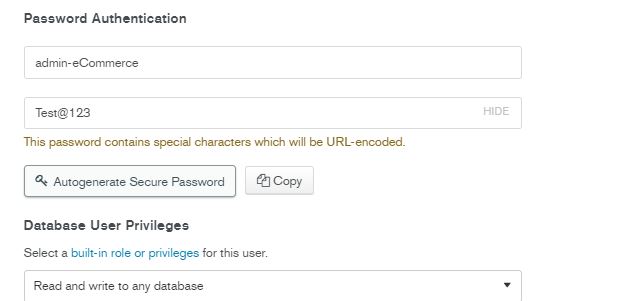 Password Authentication
admin-eCommerce
Test@123
HIDE
This password contains special characters which will be URL-encoded.
Autogenerate Secure Password
Copy
Database User Privileges
Select a built-in role or privileges for this user.
Read and write to any database